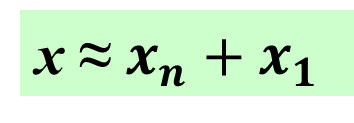 x ≈ xₙ + x₁